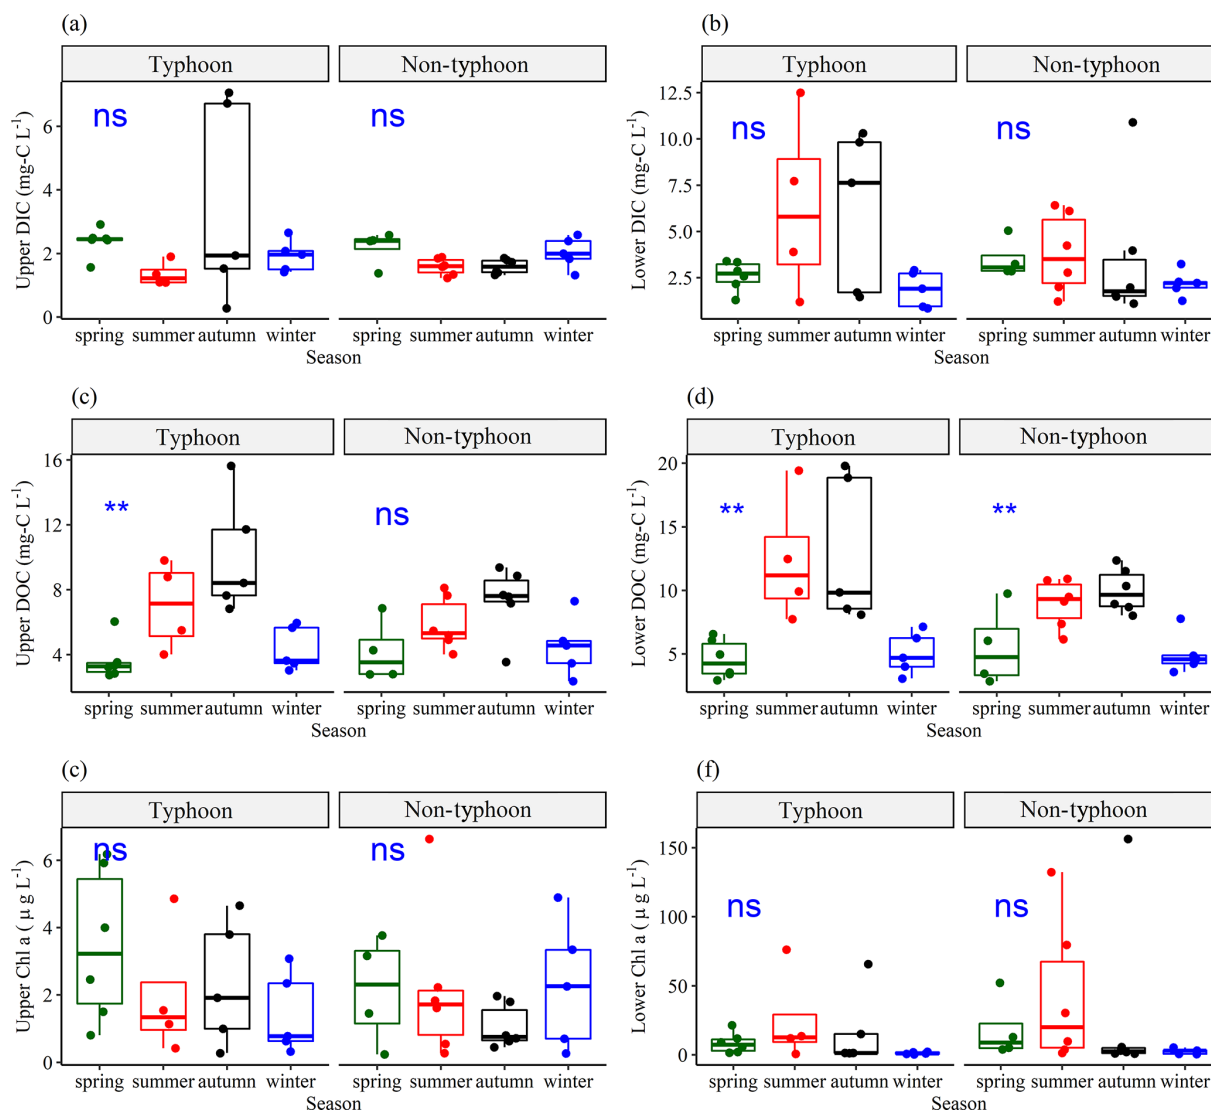 (a)
Typhoon Non-typhoon
Upper DIC (mg-C L⁻¹)
6
4
2
0
ns ns
spring summer autumn winter spring summer autumn winter
Season
(b)
Typhoon Non-typhoon
Lower DIC (mg-C L⁻¹)
12.5
10.0
7.5
5.0
2.5
ns ns
spring summer autumn winter spring summer autumn winter
Season
(c)
Typhoon Non-typhoon
Upper DOC (mg-C L⁻¹)
16
12
8
4
** ns
spring summer autumn winter spring summer autumn winter
Season
(d)
Typhoon Non-typhoon
Lower DOC (mg-C L⁻¹)
20
15
10
5
** **
spring summer autumn winter spring summer autumn winter
Season
(c)
Typhoon Non-typhoon
Upper Chl a ( μ g L⁻¹)
6
4
2
0
ns ns
spring summer autumn winter spring summer autumn winter
Season
(f)
Typhoon Non-typhoon
Lower Chl a ( μ g L⁻¹)
150
100
50
0
ns ns
spring summer autumn winter spring summer autumn winter
Season